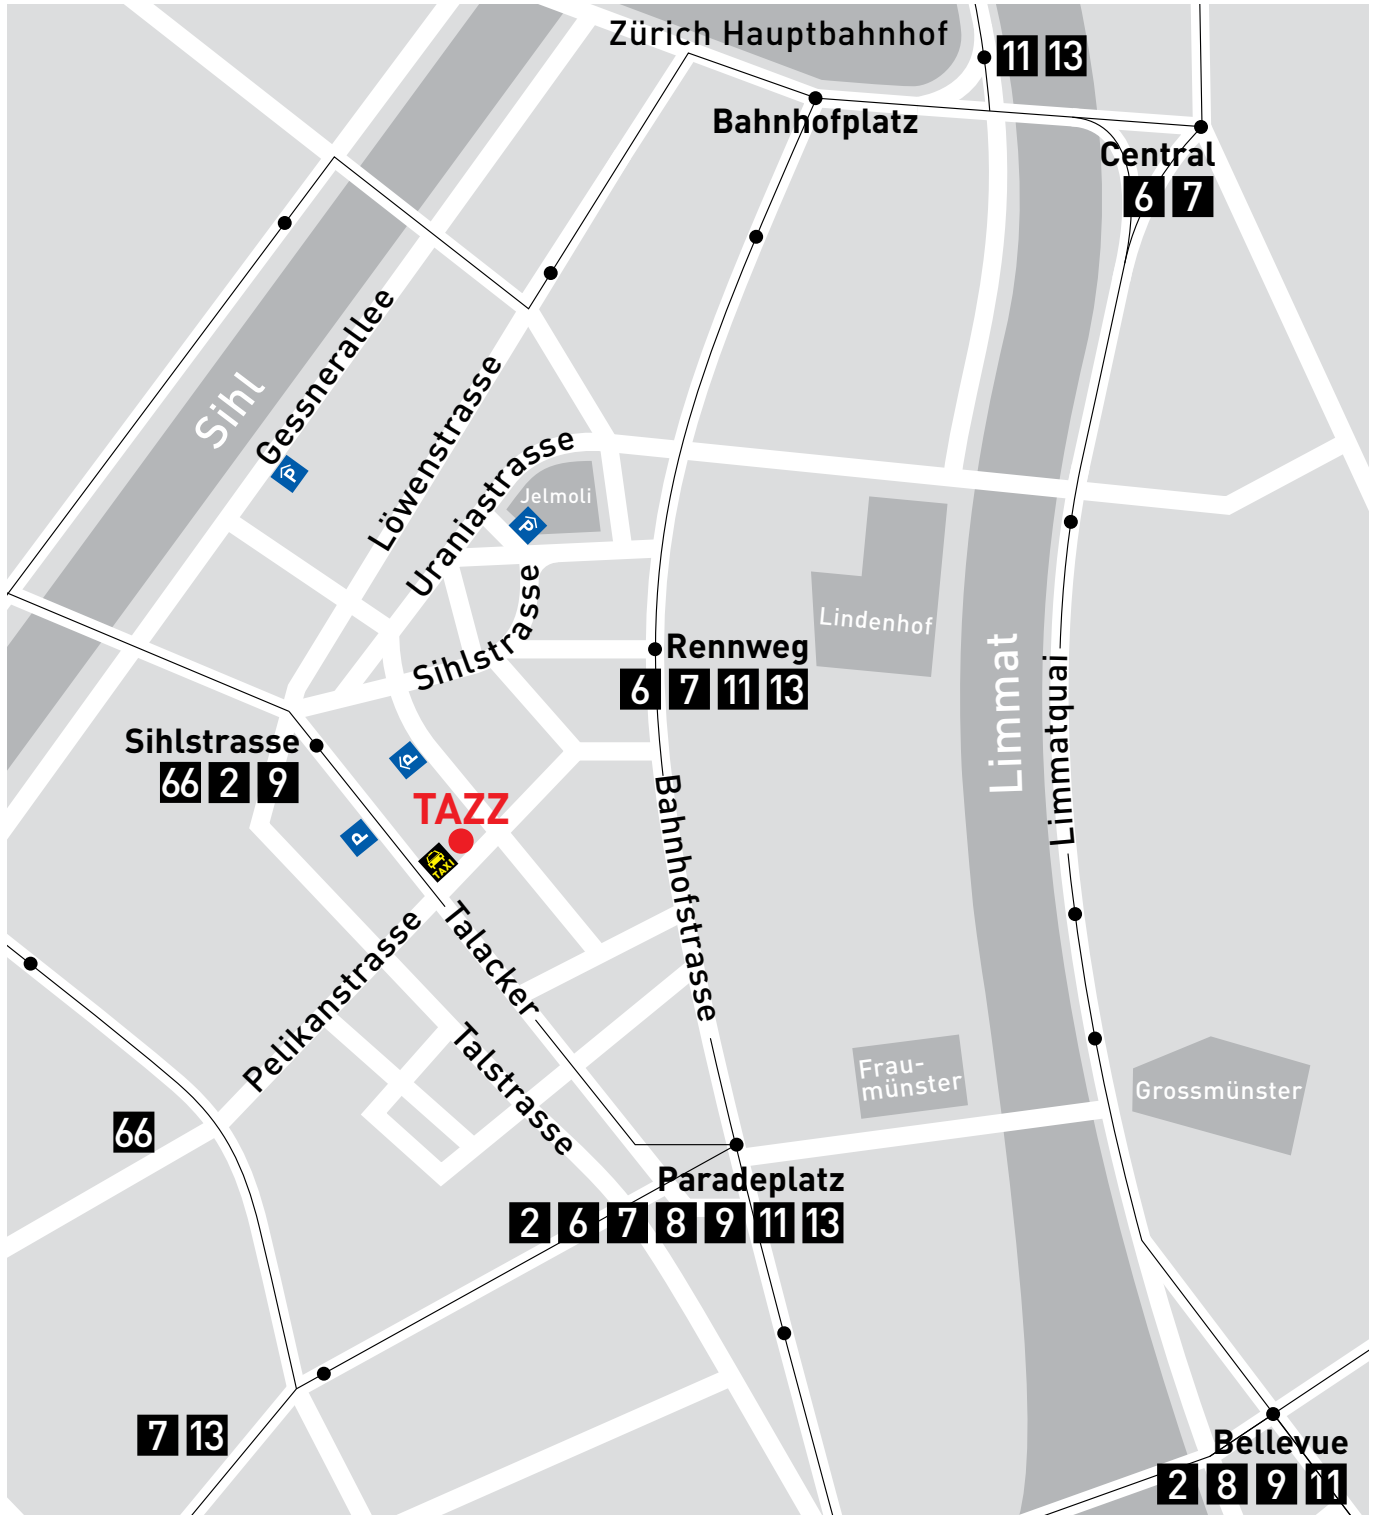 Zürich Hauptbahnhof
11 13
Bahnhofplatz
Central
6 7
Sihl
Gessnerallee
P
Löwenstrasse
Uraniastrasse
Jelmoli
P
Sihlstrasse
Lindenhof
Rennweg
6 7 11 13
Limmat
Limmatquai
Sihlstrasse
66 2 9
P
TAZZ
P
TAXI
Bahnhofstrasse
Talacker
Pelikanstrasse
Talstrasse
Frau-
münster
Grossmünster
66
Paradeplatz
2 6 7 8 9 11 13
7 13
Bellevue
2 8 9 11